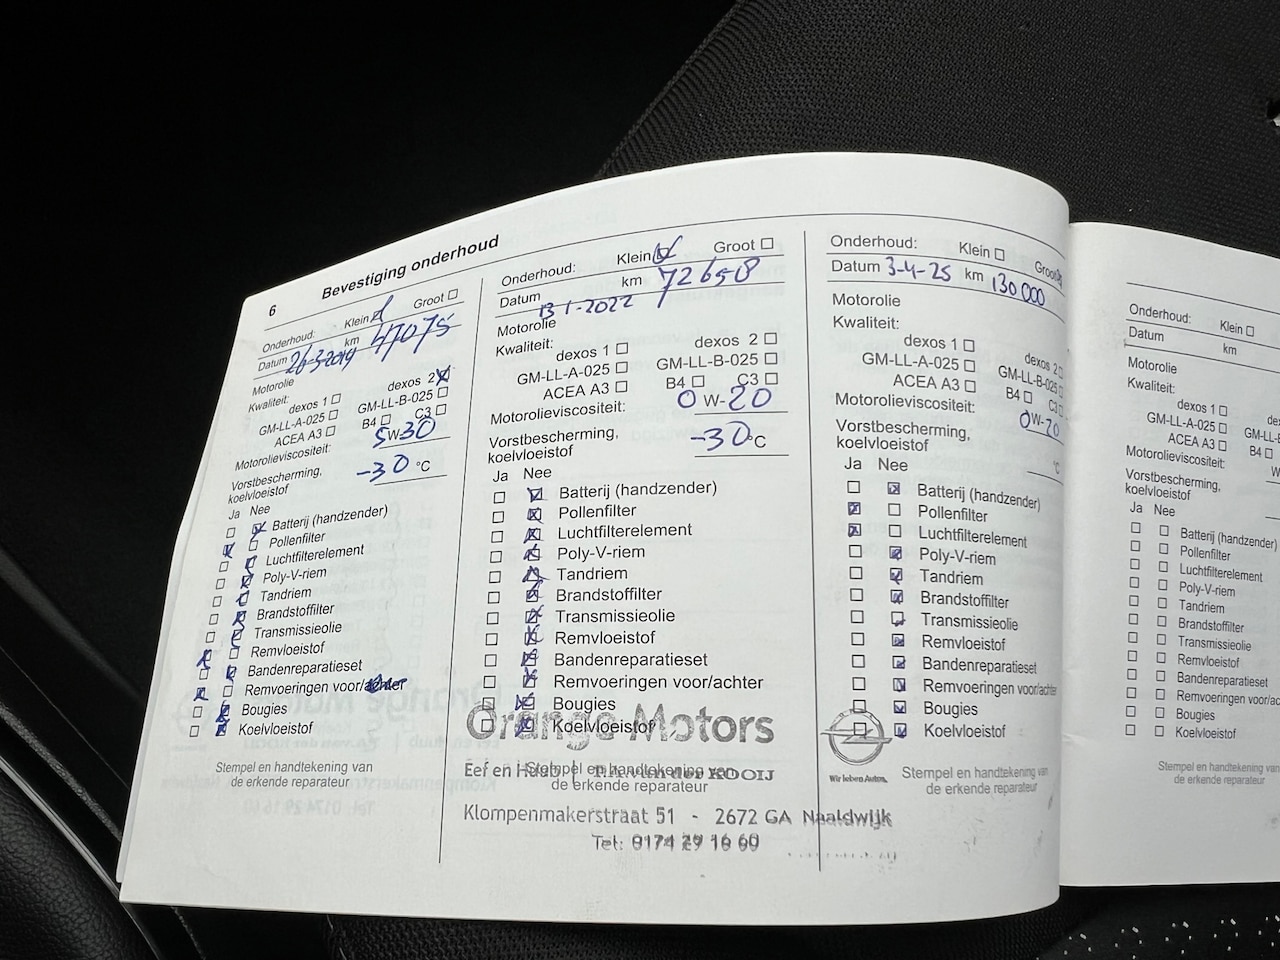 6 Bevestiging onderhoud
Onderhoud: Klein Groot
Datum 26-3-2019 km 47075
Motorolie
Kwaliteit:
dexos 1 dexos 2
GM-LL-A-025 GM-LL-B-025
ACEA A3 B4 C3
Motorolieviscositeit: 5W30
Vorstbescherming,
koelvloeistof -30 °C
Ja Nee
Batterij (handzender)
Pollenfilter
Luchtfilterelement
Poly-V-riem
Tandriem
Brandstoffilter
Transmissieolie
Remvloeistof
Bandenreparatieset
Remvoeringen voor/achter
Bougies
Koelvloeistof
Stempel en handtekening van
de erkende reparateur
Onderhoud: Klein Groot
Datum 13-1-2022 km 72658
Motorolie
Kwaliteit:
dexos 1 dexos 2
GM-LL-A-025 GM-LL-B-025
ACEA A3 B4 C3
Motorolieviscositeit: 0W-20
Vorstbescherming,
koelvloeistof -30°C
Ja Nee
Batterij (handzender)
Pollenfilter
Luchtfilterelement
Poly-V-riem
Tandriem
Brandstoffilter
Transmissieolie
Remvloeistof
Bandenreparatieset
Remvoeringen voor/achter
Bougies
Koelvloeistof
Orange Motors
Stempel en handtekening van
de erkende reparateur
Klompenmakerstraat 51 - 2672 GA Naaldwijk
Tel: 0174 29 16 60
Onderhoud: Klein Groot
Datum 3-4-25 km 130000
Motorolie
Kwaliteit:
dexos 1 dexos 2
GM-LL-A-025 GM-LL-B-025
ACEA A3 B4 C3
Motorolieviscositeit: 0W-20
Vorstbescherming,
koelvloeistof °C
Ja Nee
Batterij (handzender)
Pollenfilter
Luchtfilterelement
Poly-V-riem
Tandriem
Brandstoffilter
Transmissieolie
Remvloeistof
Bandenreparatieset
Remvoeringen voor/achter
Bougies
Koelvloeistof
Wir leben Autos.
Stempel en handtekening van
de erkende reparateur
Onderhoud: Klein
Datum km
Motorolie
Kwaliteit:
dexos 1
GM-LL-A-025
ACEA A3 B4
Motorolieviscositeit:
Vorstbescherming,
koelvloeistof
Ja Nee
Batterij (handzender)
Pollenfilter
Luchtfilterelement
Poly-V-riem
Tandriem
Brandstoffilter
Transmissieolie
Remvloeistof
Bandenreparatieset
Remvoeringen voor/ac
Bougies
Koelvloeistof
Stempel en handtekening
de erkende reparateur